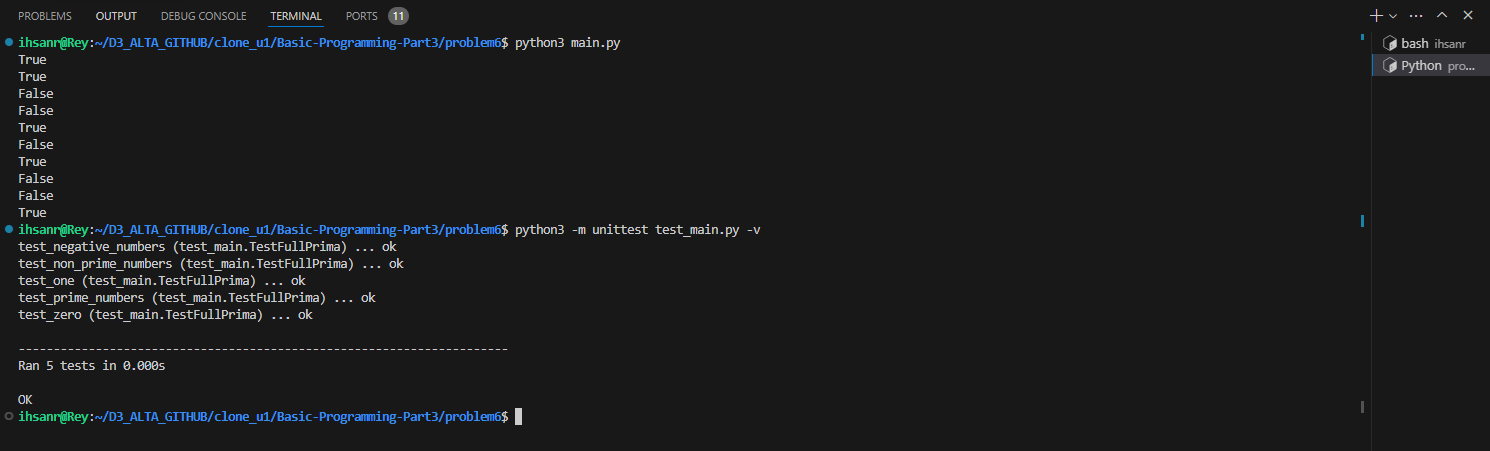 PROBLEMS OUTPUT DEBUG CONSOLE TERMINAL PORTS 11
ihsanr@Rey:~/D3_ALTA_GITHUB/clone_u1/Basic-Programming-Part3/problem6$ python3 main.py
True
True
False
False
True
False
True
False
False
True
ihsanr@Rey:~/D3_ALTA_GITHUB/clone_u1/Basic-Programming-Part3/problem6$ python3 -m unittest test_main.py -v
test_negative_numbers (test_main.TestFullPrima) ... ok
test_non_prime_numbers (test_main.TestFullPrima) ... ok
test_one (test_main.TestFullPrima) ... ok
test_prime_numbers (test_main.TestFullPrima) ... ok
test_zero (test_main.TestFullPrima) ... ok
----------------------------------------------------------------------
Ran 5 tests in 0.000s
OK
ihsanr@Rey:~/D3_ALTA_GITHUB/clone_u1/Basic-Programming-Part3/problem6$
bash ihsanr
Python pro...